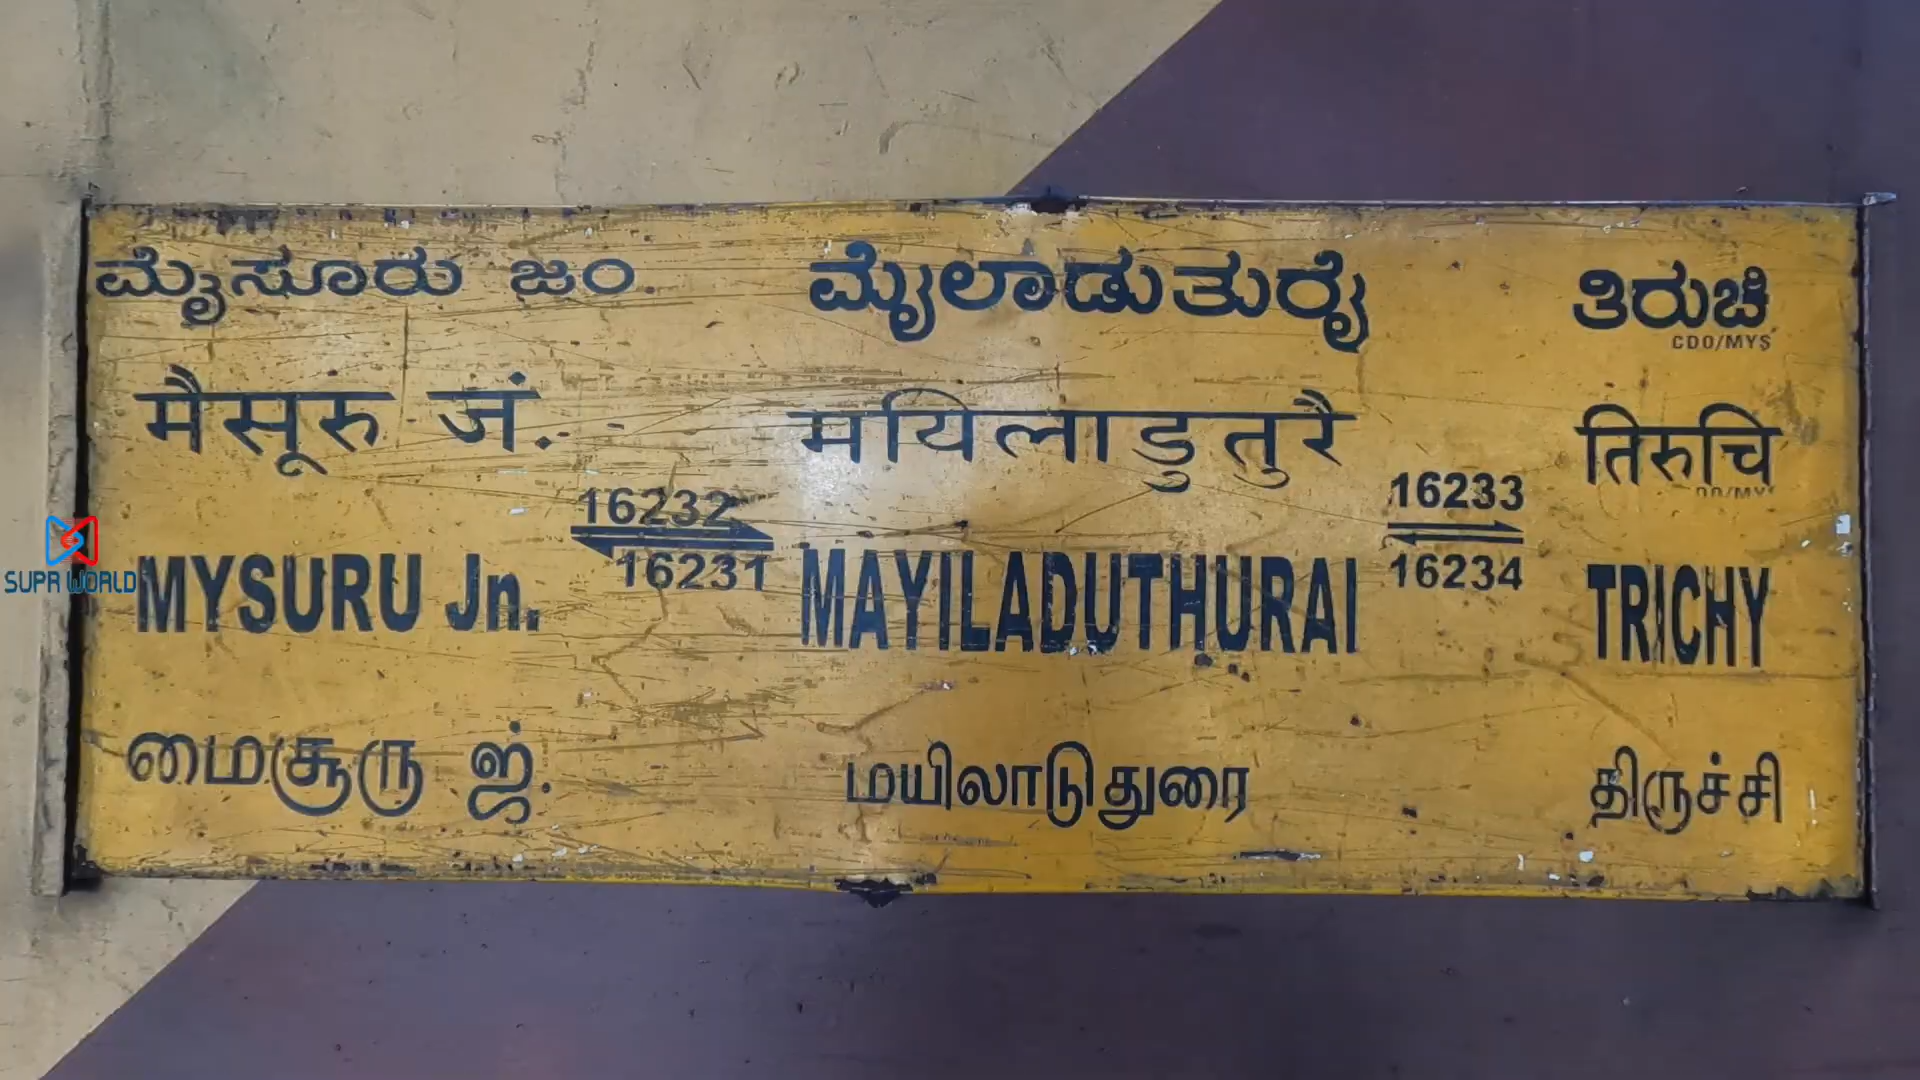 ಮೈಸೂರು ಜಂ. ಮೈಲಾಡುತುರೈ ತಿರುಚಿ
CDO/MYS
मैसूरु जं. मयिलाडुतुरै तिरुचि
16232 16233
16231 16234
MYSURU Jn. MAYILADUTHURAI TRICHY
மைசூரு ஜ். மயிலாடுதுரை திருச்சி
SUPR WORLD